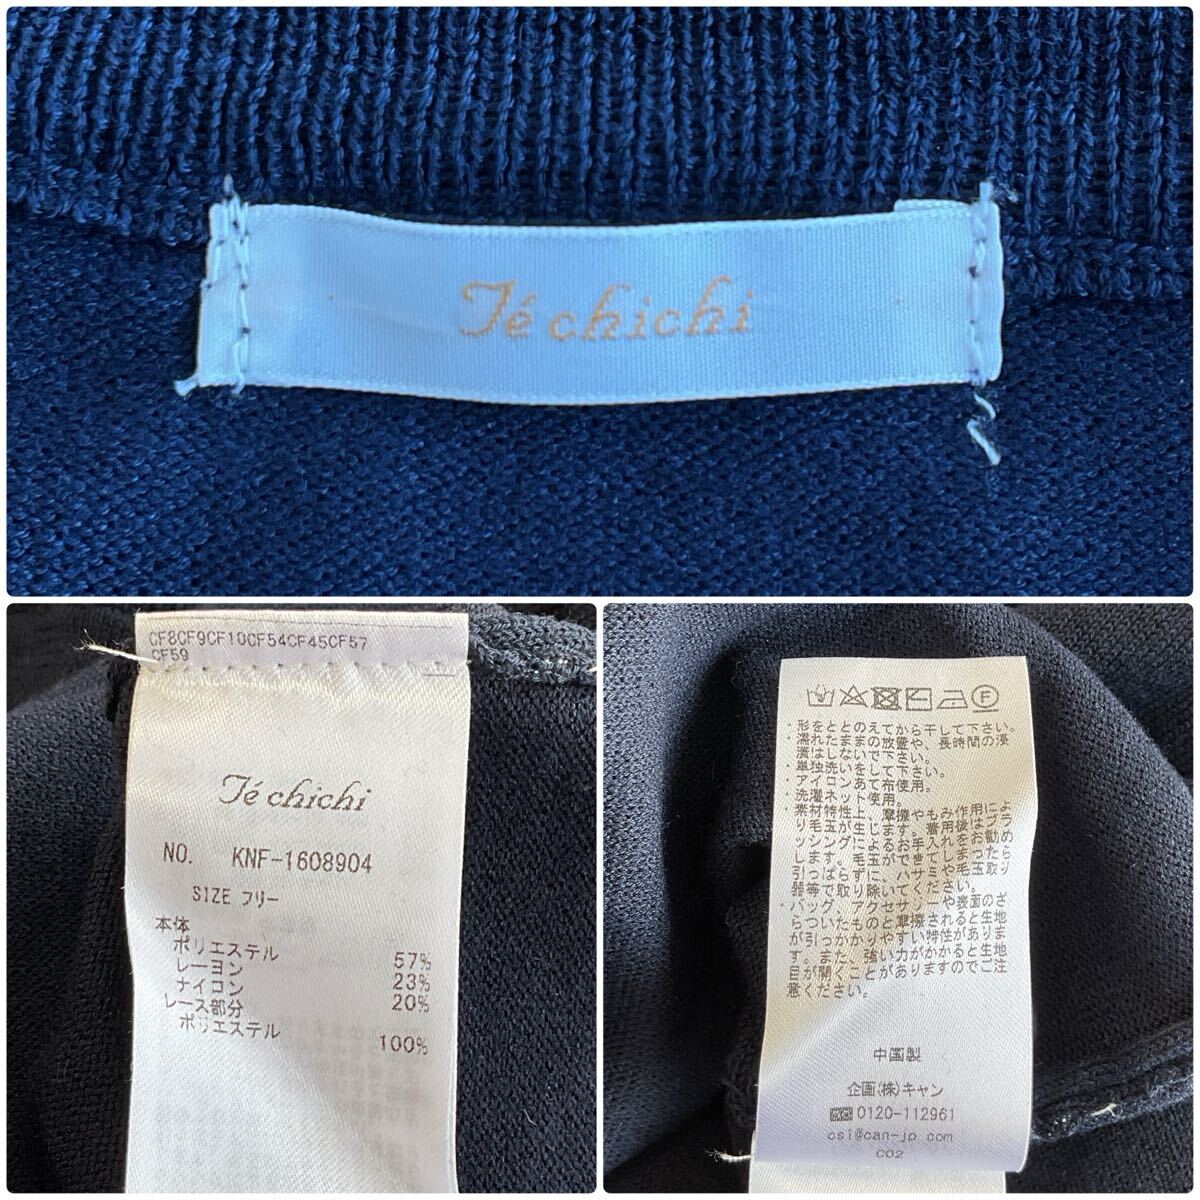 Té chichi
CF8CF9CF10CF54CF45CF57
CF59
Té chichi
NO. KNF-1608904
SIZE フリー
本体
ポリエステル 57%
レーヨン 23%
ナイロン 20%
レース部分
ポリエステル 100%
F
・形をととのえてから干して下さい。
・濡れたままの放置や、長時間の浸
漬はしないで下さい。
単独洗いをして下さい。
・アイロンあて布使用。
洗濯ネット使用。
・素材特性上、摩擦やもみ作用によ
り毛玉が生じます。着用後はブラ
ッシングによるお手入れをお勧め
します。毛玉ができてしまったら
引っぱらずに、ハサミや毛玉取り
器等で取り除いてください。
・バッグ、アクセサリーや表面のざ
らついたものと摩擦されると生地
が引っかかりやすい特性がありま
す。また、強い力がかかると生地
目が開くことがありますのでご注
意ください。
中国製
企画(株)キャン
0120-112961
csi@can-jp com
C02